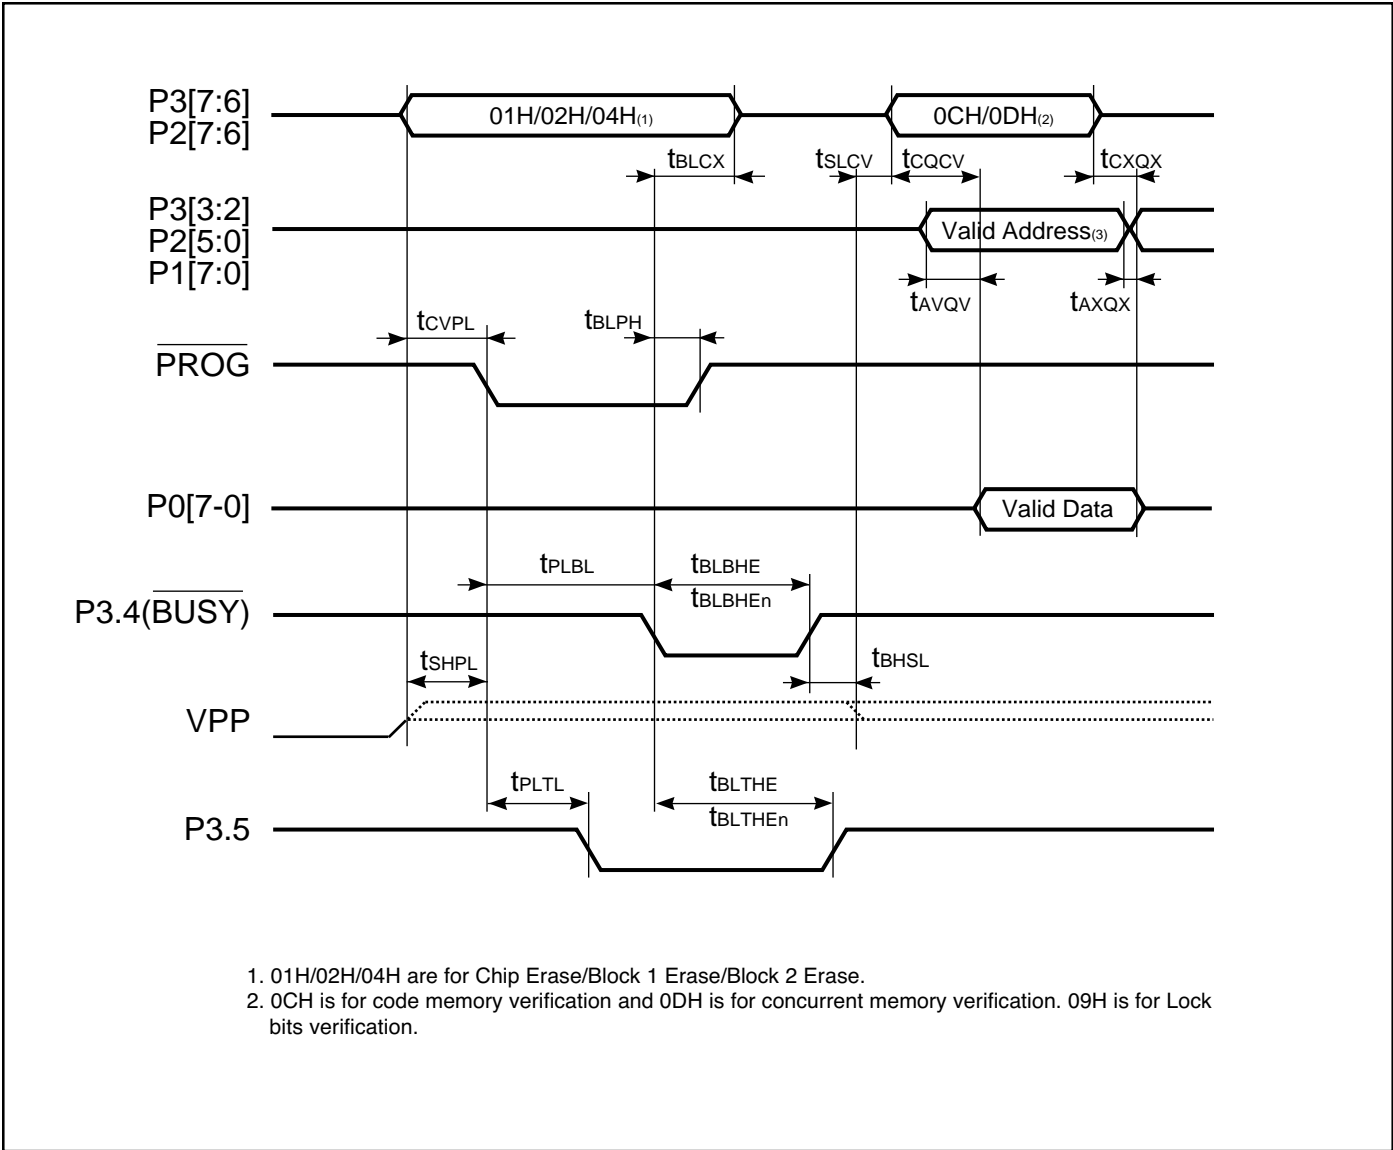 P3[7:6]
P2[7:6]
01H/02H/04H(1)
0CH/0DH(2)
tBLCX
tSLCV
tCQCV
tCXQX
P3[3:2]
P2[5:0]
P1[7:0]
Valid Address(3)
tAVQV
tAXQX
tCVPL
tBLPH
PROG
P0[7-0]
Valid Data
tPLBL
tBLBHE
tBLBHEn
P3.4(BUSY)
tSHPL
tBHSL
VPP
tPLTL
tBLTHE
tBLTHEn
P3.5
1. 01H/02H/04H are for Chip Erase/Block 1 Erase/Block 2 Erase.
2. 0CH is for code memory verification and 0DH is for concurrent memory verification. 09H is for Lock
bits verification.